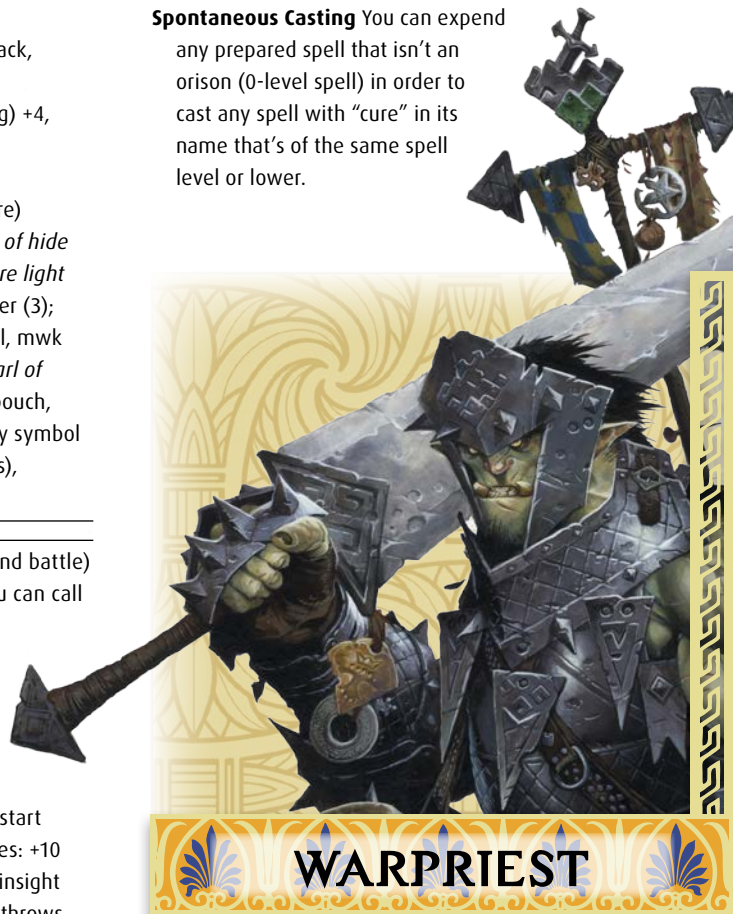 ack,
g) +4,
re)
of hide
re light
er (3);
l, mwk
arl of
pouch,
y symbol
s),
nd battle)
u can call
start
es: +10
insight
throws
Spontaneous Casting You can expend
any prepared spell that isn’t an
orison (0-level spell) in order to
cast any spell with “cure” in its
name that’s of the same spell
level or lower.
WARPRIEST